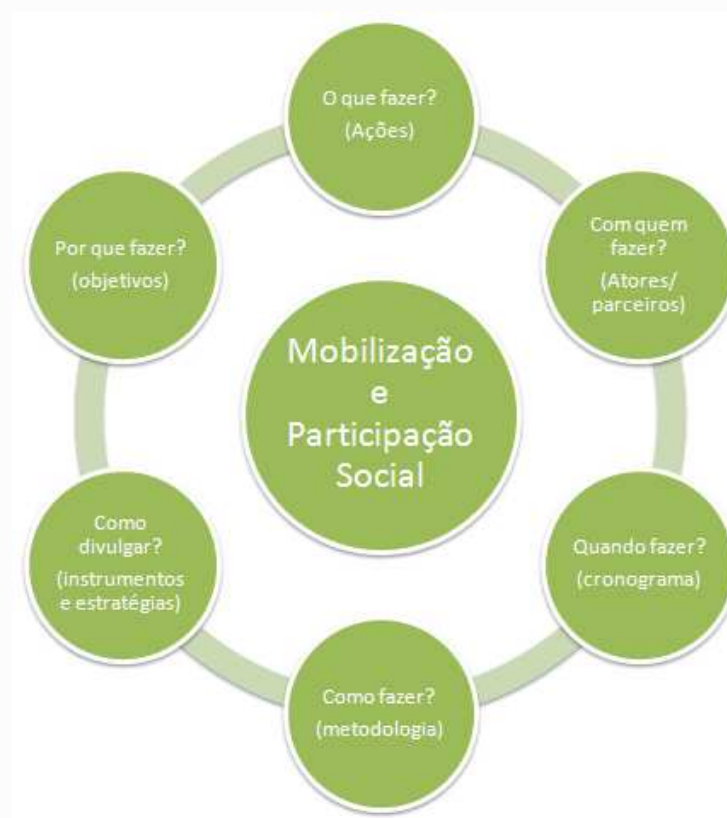 O que fazer?
(Ações)
Com quem
fazer?
(Atores/
parceiros)
Quando fazer?
(cronograma)
Como fazer?
(metodologia)
Como
divulgar?
(instrumentos
e estratégias)
Por que fazer?
(objetivos)
Mobilização
e
Participação
Social